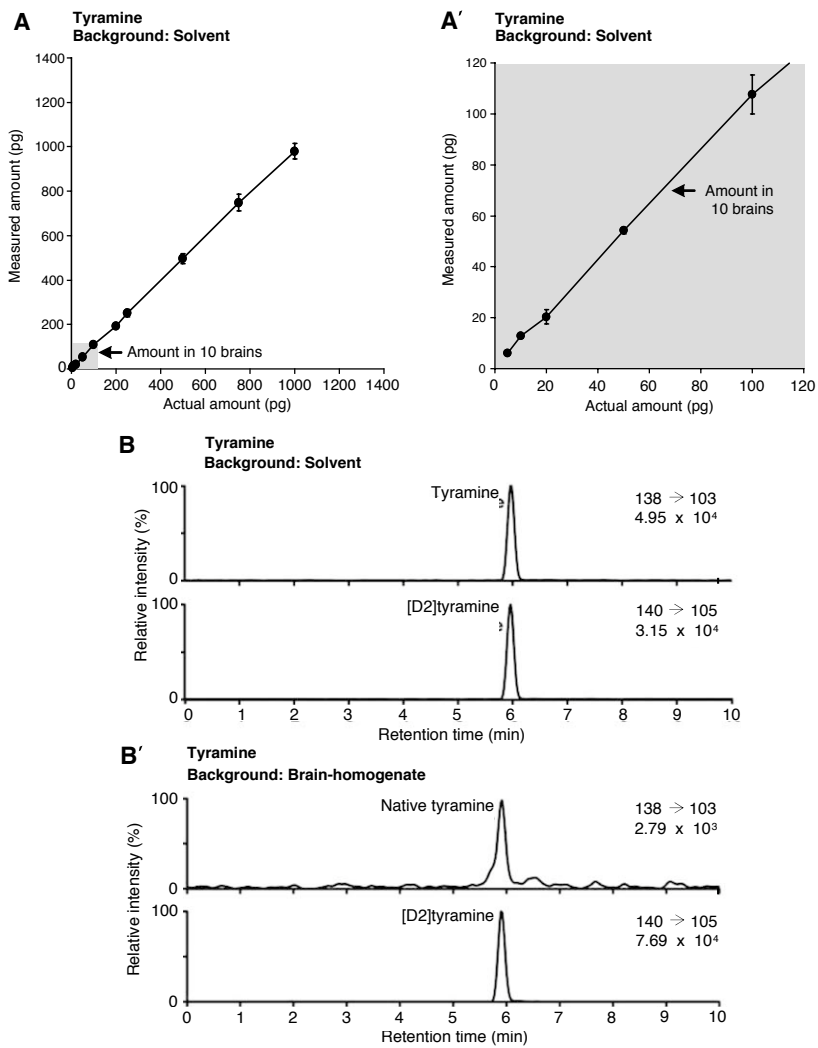 A
Tyramine
Background: Solvent
Measured amount (pg)
1400
1200
1000
800
600
400
200
0
Amount in 10 brains
0 200 400 600 800 1000 1200 1400
Actual amount (pg)
A′
Tyramine
Background: Solvent
Measured amount (pg)
120
100
80
60
40
20
0
Amount in
10 brains
0 20 40 60 80 100 120
Actual amount (pg)
B
Tyramine
Background: Solvent
Relative intensity (%)
100
0
Tyramine
138 → 103
4.95 x 10⁴
100
0
[D2]tyramine
140 → 105
3.15 x 10⁴
0 1 2 3 4 5 6 7 8 9 10
Retention time (min)
B′
Tyramine
Background: Brain-homogenate
Relative intensity (%)
100
0
Native tyramine
138 → 103
2.79 x 10³
100
0
[D2]tyramine
140 → 105
7.69 x 10⁴
0 1 2 3 4 5 6 7 8 9 10
Retention time (min)